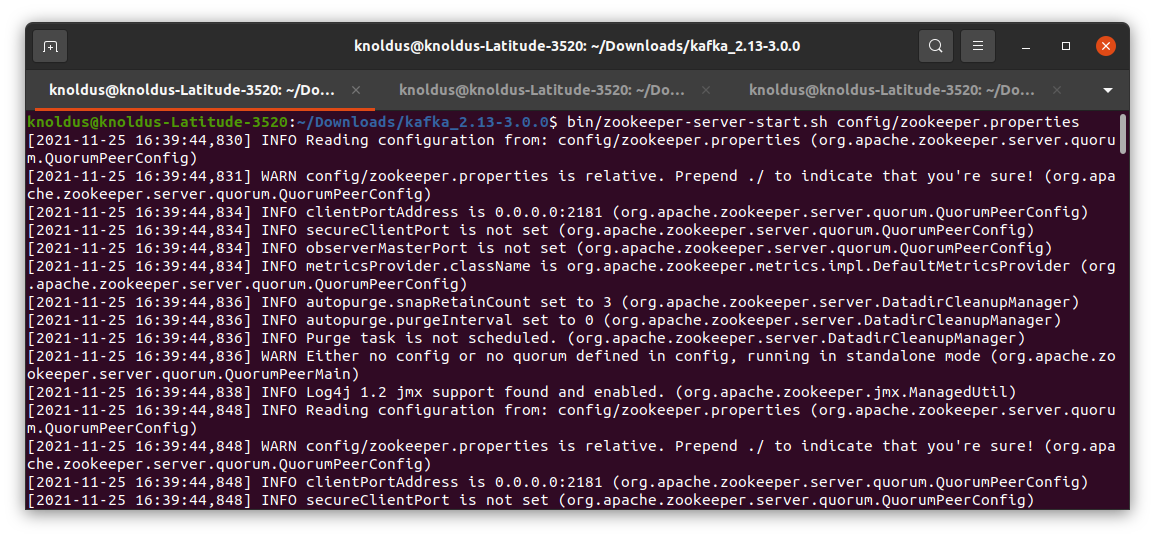 knoldus@knoldus-Latitude-3520: ~/Downloads/kafka_2.13-3.0.0
knoldus@knoldus-Latitude-3520: ~/Do...
knoldus@knoldus-Latitude-3520: ~/Do...
knoldus@knoldus-Latitude-3520: ~/Do...
knoldus@knoldus-Latitude-3520:~/Downloads/kafka_2.13-3.0.0$ bin/zookeeper-server-start.sh config/zookeeper.properties
[2021-11-25 16:39:44,830] INFO Reading configuration from: config/zookeeper.properties (org.apache.zookeeper.server.quoru
m.QuorumPeerConfig)
[2021-11-25 16:39:44,831] WARN config/zookeeper.properties is relative. Prepend ./ to indicate that you're sure! (org.apa
che.zookeeper.server.quorum.QuorumPeerConfig)
[2021-11-25 16:39:44,834] INFO clientPortAddress is 0.0.0.0:2181 (org.apache.zookeeper.server.quorum.QuorumPeerConfig)
[2021-11-25 16:39:44,834] INFO secureClientPort is not set (org.apache.zookeeper.server.quorum.QuorumPeerConfig)
[2021-11-25 16:39:44,834] INFO observerMasterPort is not set (org.apache.zookeeper.server.quorum.QuorumPeerConfig)
[2021-11-25 16:39:44,834] INFO metricsProvider.className is org.apache.zookeeper.metrics.impl.DefaultMetricsProvider (org
.apache.zookeeper.server.quorum.QuorumPeerConfig)
[2021-11-25 16:39:44,836] INFO autopurge.snapRetainCount set to 3 (org.apache.zookeeper.server.DatadirCleanupManager)
[2021-11-25 16:39:44,836] INFO autopurge.purgeInterval set to 0 (org.apache.zookeeper.server.DatadirCleanupManager)
[2021-11-25 16:39:44,836] INFO Purge task is not scheduled. (org.apache.zookeeper.server.DatadirCleanupManager)
[2021-11-25 16:39:44,836] WARN Either no config or no quorum defined in config, running in standalone mode (org.apache.zo
okeeper.server.quorum.QuorumPeerMain)
[2021-11-25 16:39:44,838] INFO Log4j 1.2 jmx support found and enabled. (org.apache.zookeeper.jmx.ManagedUtil)
[2021-11-25 16:39:44,848] INFO Reading configuration from: config/zookeeper.properties (org.apache.zookeeper.server.quoru
m.QuorumPeerConfig)
[2021-11-25 16:39:44,848] WARN config/zookeeper.properties is relative. Prepend ./ to indicate that you're sure! (org.apa
che.zookeeper.server.quorum.QuorumPeerConfig)
[2021-11-25 16:39:44,848] INFO clientPortAddress is 0.0.0.0:2181 (org.apache.zookeeper.server.quorum.QuorumPeerConfig)
[2021-11-25 16:39:44,848] INFO secureClientPort is not set (org.apache.zookeeper.server.quorum.QuorumPeerConfig)